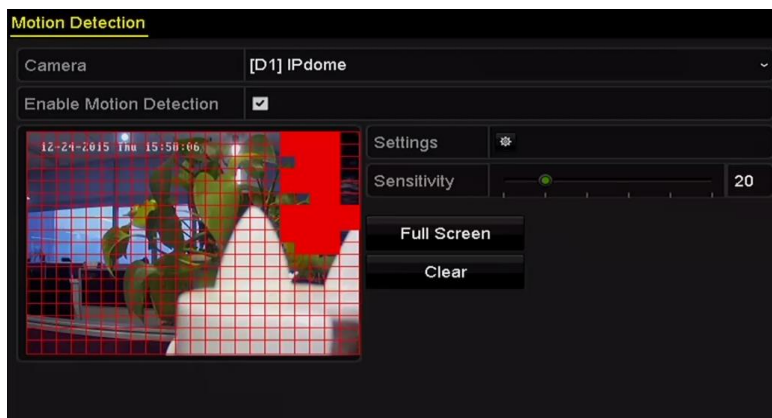 Motion Detection
Camera [D1] IPdome
Enable Motion Detection
12-24-2015 Thu 15:50:06
Settings
Sensitivity 20
Full Screen
Clear